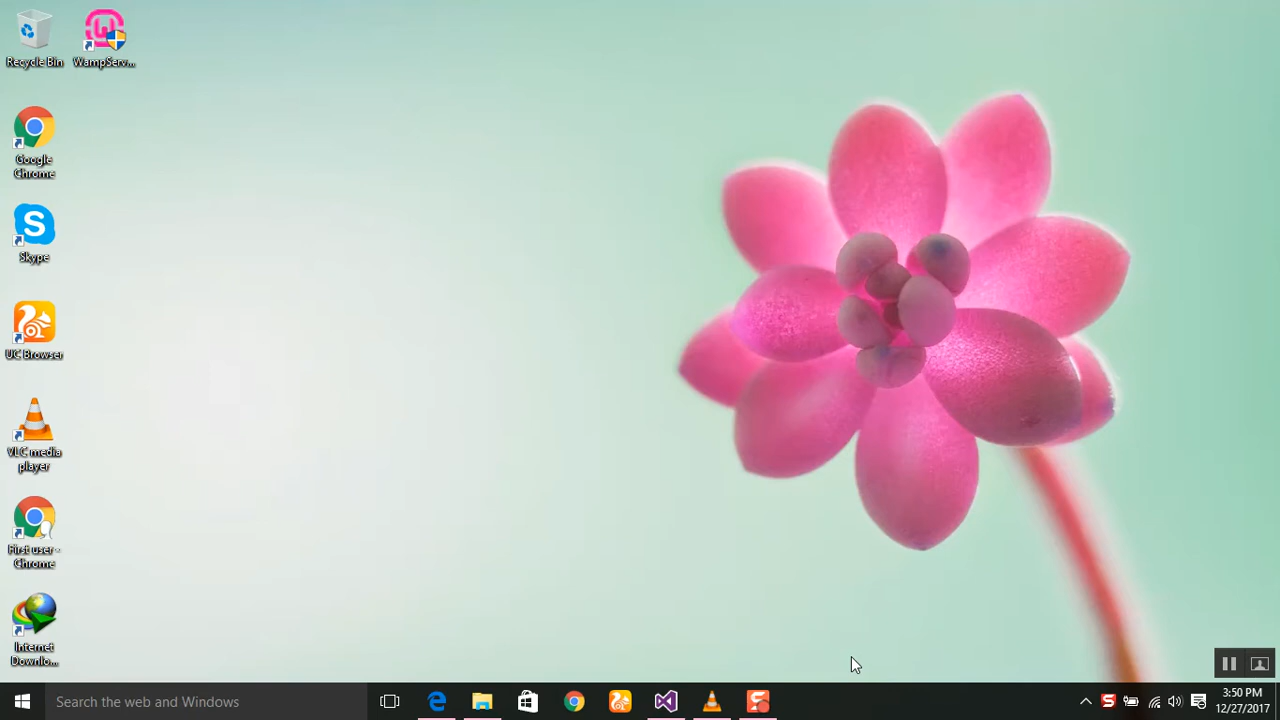 Recycle Bin
WampServ...
Google
Chrome
Skype
UC Browser
VLC media
player
First user -
Chrome
Internet
Downlo...
Search the web and Windows
3:50 PM
12/27/2017